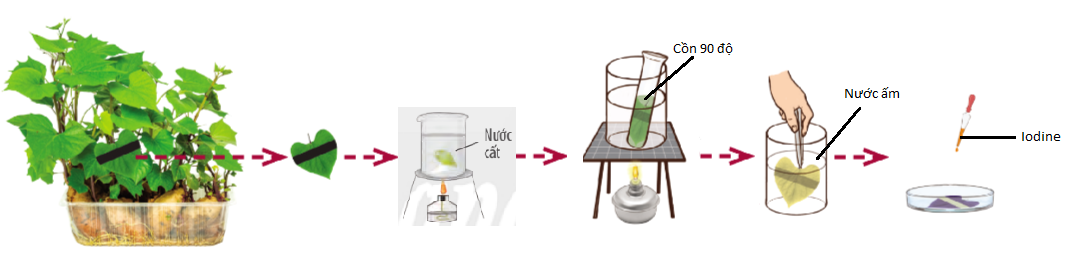 Nước
cất
Cồn 90 độ
Nước ấm
Iodine